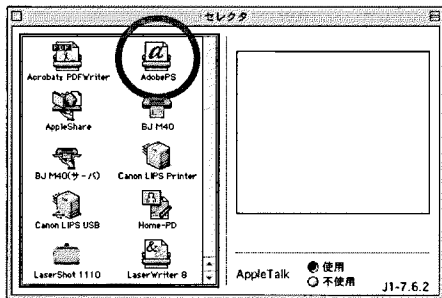 セレクタ
Acrobat™ PDFWriter
AdobePS
AppleShare
BJ M40
BJ M40(サーバ)
Canon LIPS Printer
Canon LIPS USB
Home-PD
LaserShot 1110
LaserWriter 8
AppleTalk
使用
不使用
J1-7.6.2